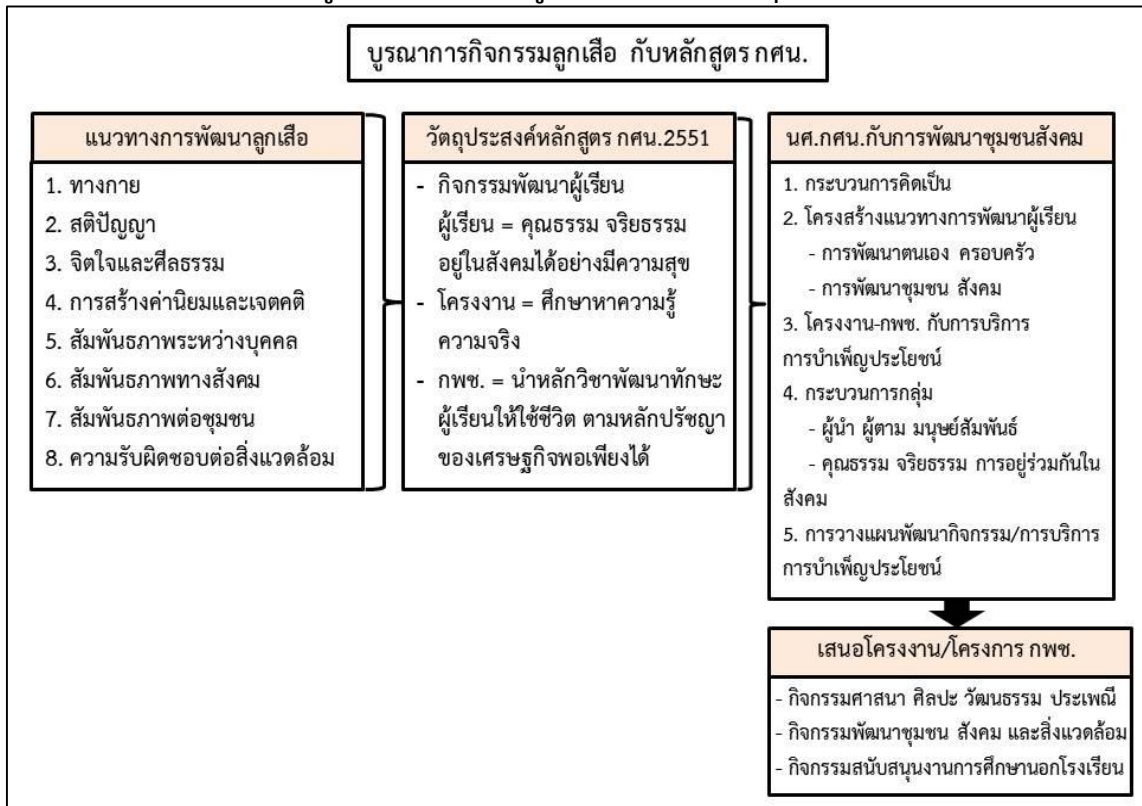 บูรณาการกิจกรรมลูกเสือ กับหลักสูตร กศน.
แนวทางการพัฒนาลูกเสือ
1. ทางกาย
2. สติปัญญา
3. จิตใจและศีลธรรม
4. การสร้างค่านิยมและเจตคติ
5. สัมพันธภาพระหว่างบุคคล
6. สัมพันธภาพทางสังคม
7. สัมพันธภาพต่อชุมชน
8. ความรับผิดชอบต่อสิ่งแวดล้อม
วัตถุประสงค์หลักสูตร กศน.2551
- กิจกรรมพัฒนาผู้เรียน
ผู้เรียน = คุณธรรม จริยธรรม
อยู่ในสังคมได้อย่างมีความสุข
- โครงงาน = ศึกษาหาความรู้
ความจริง
- กพช. = นำหลักวิชาพัฒนาทักษะ
ผู้เรียนให้ใช้ชีวิต ตามหลักปรัชญา
ของเศรษฐกิจพอเพียงได้
นศ.กศน.กับการพัฒนาชุมชนสังคม
1. กระบวนการคิดเป็น
2. โครงสร้างแนวทางการพัฒนาผู้เรียน
- การพัฒนาตนเอง ครอบครัว
- การพัฒนาชุมชน สังคม
3. โครงงาน-กพช. กับการบริการ
การบำเพ็ญประโยชน์
4. กระบวนการกลุ่ม
- ผู้นำ ผู้ตาม มนุษย์สัมพันธ์
- คุณธรรม จริยธรรม การอยู่ร่วมกันใน
สังคม
5. การวางแผนพัฒนากิจกรรม/การบริการ
การบำเพ็ญประโยชน์
เสนอโครงงาน/โครงการ กพช.
- กิจกรรมศาสนา ศิลปะ วัฒนธรรม ประเพณี
- กิจกรรมพัฒนาชุมชน สังคม และสิ่งแวดล้อม
- กิจกรรมสนับสนุนงานการศึกษานอกโรงเรียน